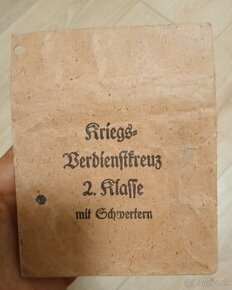 Kriegs-
Verdienstkreuz
2. Klasse
mit Schwertern